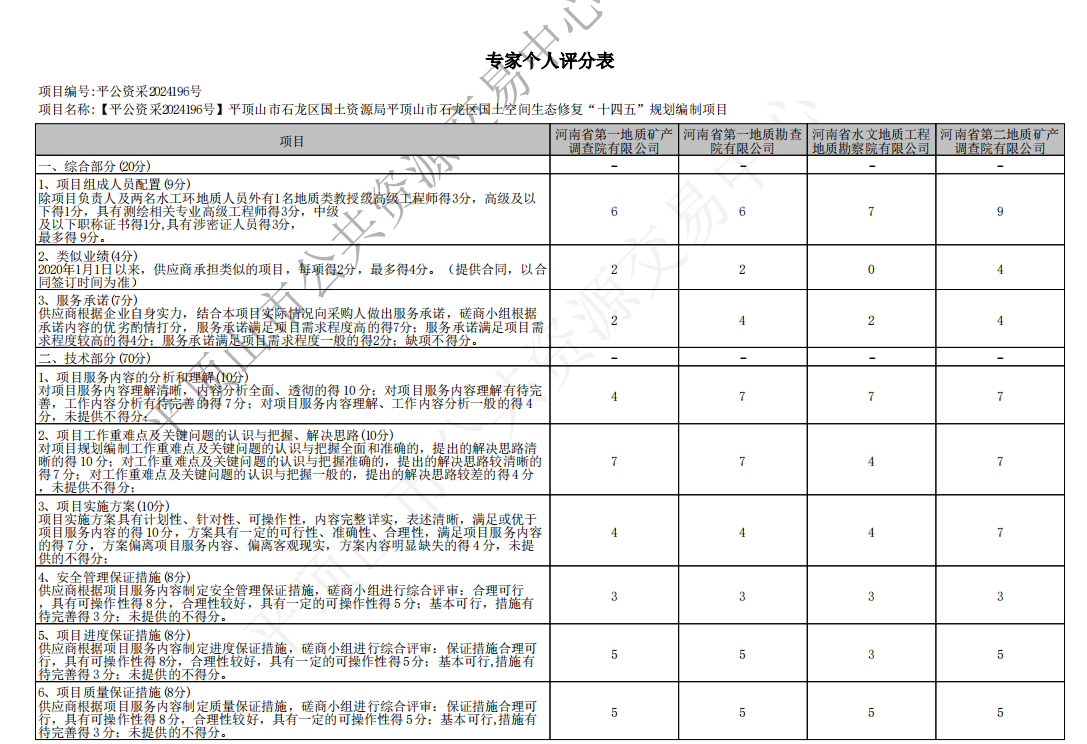 专家个人评分表
项目编号:平公资采2024196号
项目名称:【平公资采2024196号】平顶山市石龙区国土资源局平顶山市石龙区国土空间生态修复“十四五”规划编制项目
项目 河南省第一地质矿产调查院有限公司 河南省第一地质勘查院有限公司 河南省水文地质工程地质勘察院有限公司 河南省第二地质矿产调查院有限公司
一、综合部分(20分) - - - -
1、项目组成人员配置(9分)
除项目负责人及两名水工环地质人员外有1名地质类教授级高级工程师得3分，高级及以
下得1分，具有测绘相关专业高级工程师得3分，中级
及以下职称证书得1分,具有涉密证人员得3分，
最多得 9分。
6 6 7 9
2、类似业绩(4分)
2020年1月1日以来，供应商承担类似的项目，每项得2分，最多得4分。（提供合同，以合
同签订时间为准）
2 2 0 4
3、服务承诺(7分)
供应商根据企业自身实力，结合本项目实际情况向采购人做出服务承诺，磋商小组根据
承诺内容的优劣酌情打分，服务承诺满足项目需求程度高的得7分；服务承诺满足项目需
求程度较高的得4分；服务承诺满足项目需求程度一般的得2分；缺项不得分。
2 4 2 4
二、技术部分(70分) - - - -
1、项目服务内容的分析和理解(10分)
对项目服务内容理解清晰，内容分析全面、透彻的得 10 分；对项目服务内容理解有待完
善，工作内容分析有待完善的得 7 分；对项目服务内容理解、工作内容分析一般的得 4
分，未提供不得分；
4 7 7 7
2、项目工作重难点及关键问题的认识与把握、解决思路(10分)
对项目规划编制工作重难点及关键问题的认识与把握全面和准确的，提出的解决思路清
晰的得 10 分；对工作重难点及关键问题的认识与把握准确的，提出的解决思路较清晰的
得 7 分；对工作重难点及关键问题的认识与把握一般的，提出的解决思路较差的得 4 分
，未提供不得分；
7 7 4 7
3、项目实施方案(10分)
项目实施方案具有计划性、针对性、可操作性，内容完整详实，表述清晰，满足或优于
项目服务内容的得 10 分，方案具有一定的可行性、准确性、合理性，满足项目服务内容
的得 7 分，方案偏离项目服务内容、偏离客观现实，方案内容明显缺失的得 4 分，未提
供的不得分；
4 4 4 7
4、安全管理保证措施(8分)
供应商根据项目服务内容制定安全管理保证措施，磋商小组进行综合评审；合理可行
，具有可操作性得 8 分，合理性较好，具有一定的可操作性得 5 分；基本可行，措施有
待完善得 3 分；未提供的不得分。
3 3 3 3
5、项目进度保证措施(8分)
供应商根据项目服务内容制定进度保证措施，磋商小组进行综合评审；保证措施合理可
行，具有可操作性得 8分，合理性较好，具有一定的可操作性得 5 分；基本可行,措施有
待完善得 3 分；未提供的不得分。
5 5 3 5
6、项目质量保证措施(8分)
供应商根据项目服务内容制定质量保证措施，磋商小组进行综合评审；保证措施合理可
行，具有可操作性得 8 分，合理性较好，具有一定的可操作性得 5 分；基本可行,措施有
待完善得 3 分；未提供的不得分。
5 5 5 5
平顶山市公共资源交易中心
平顶山市公共资源交易中心